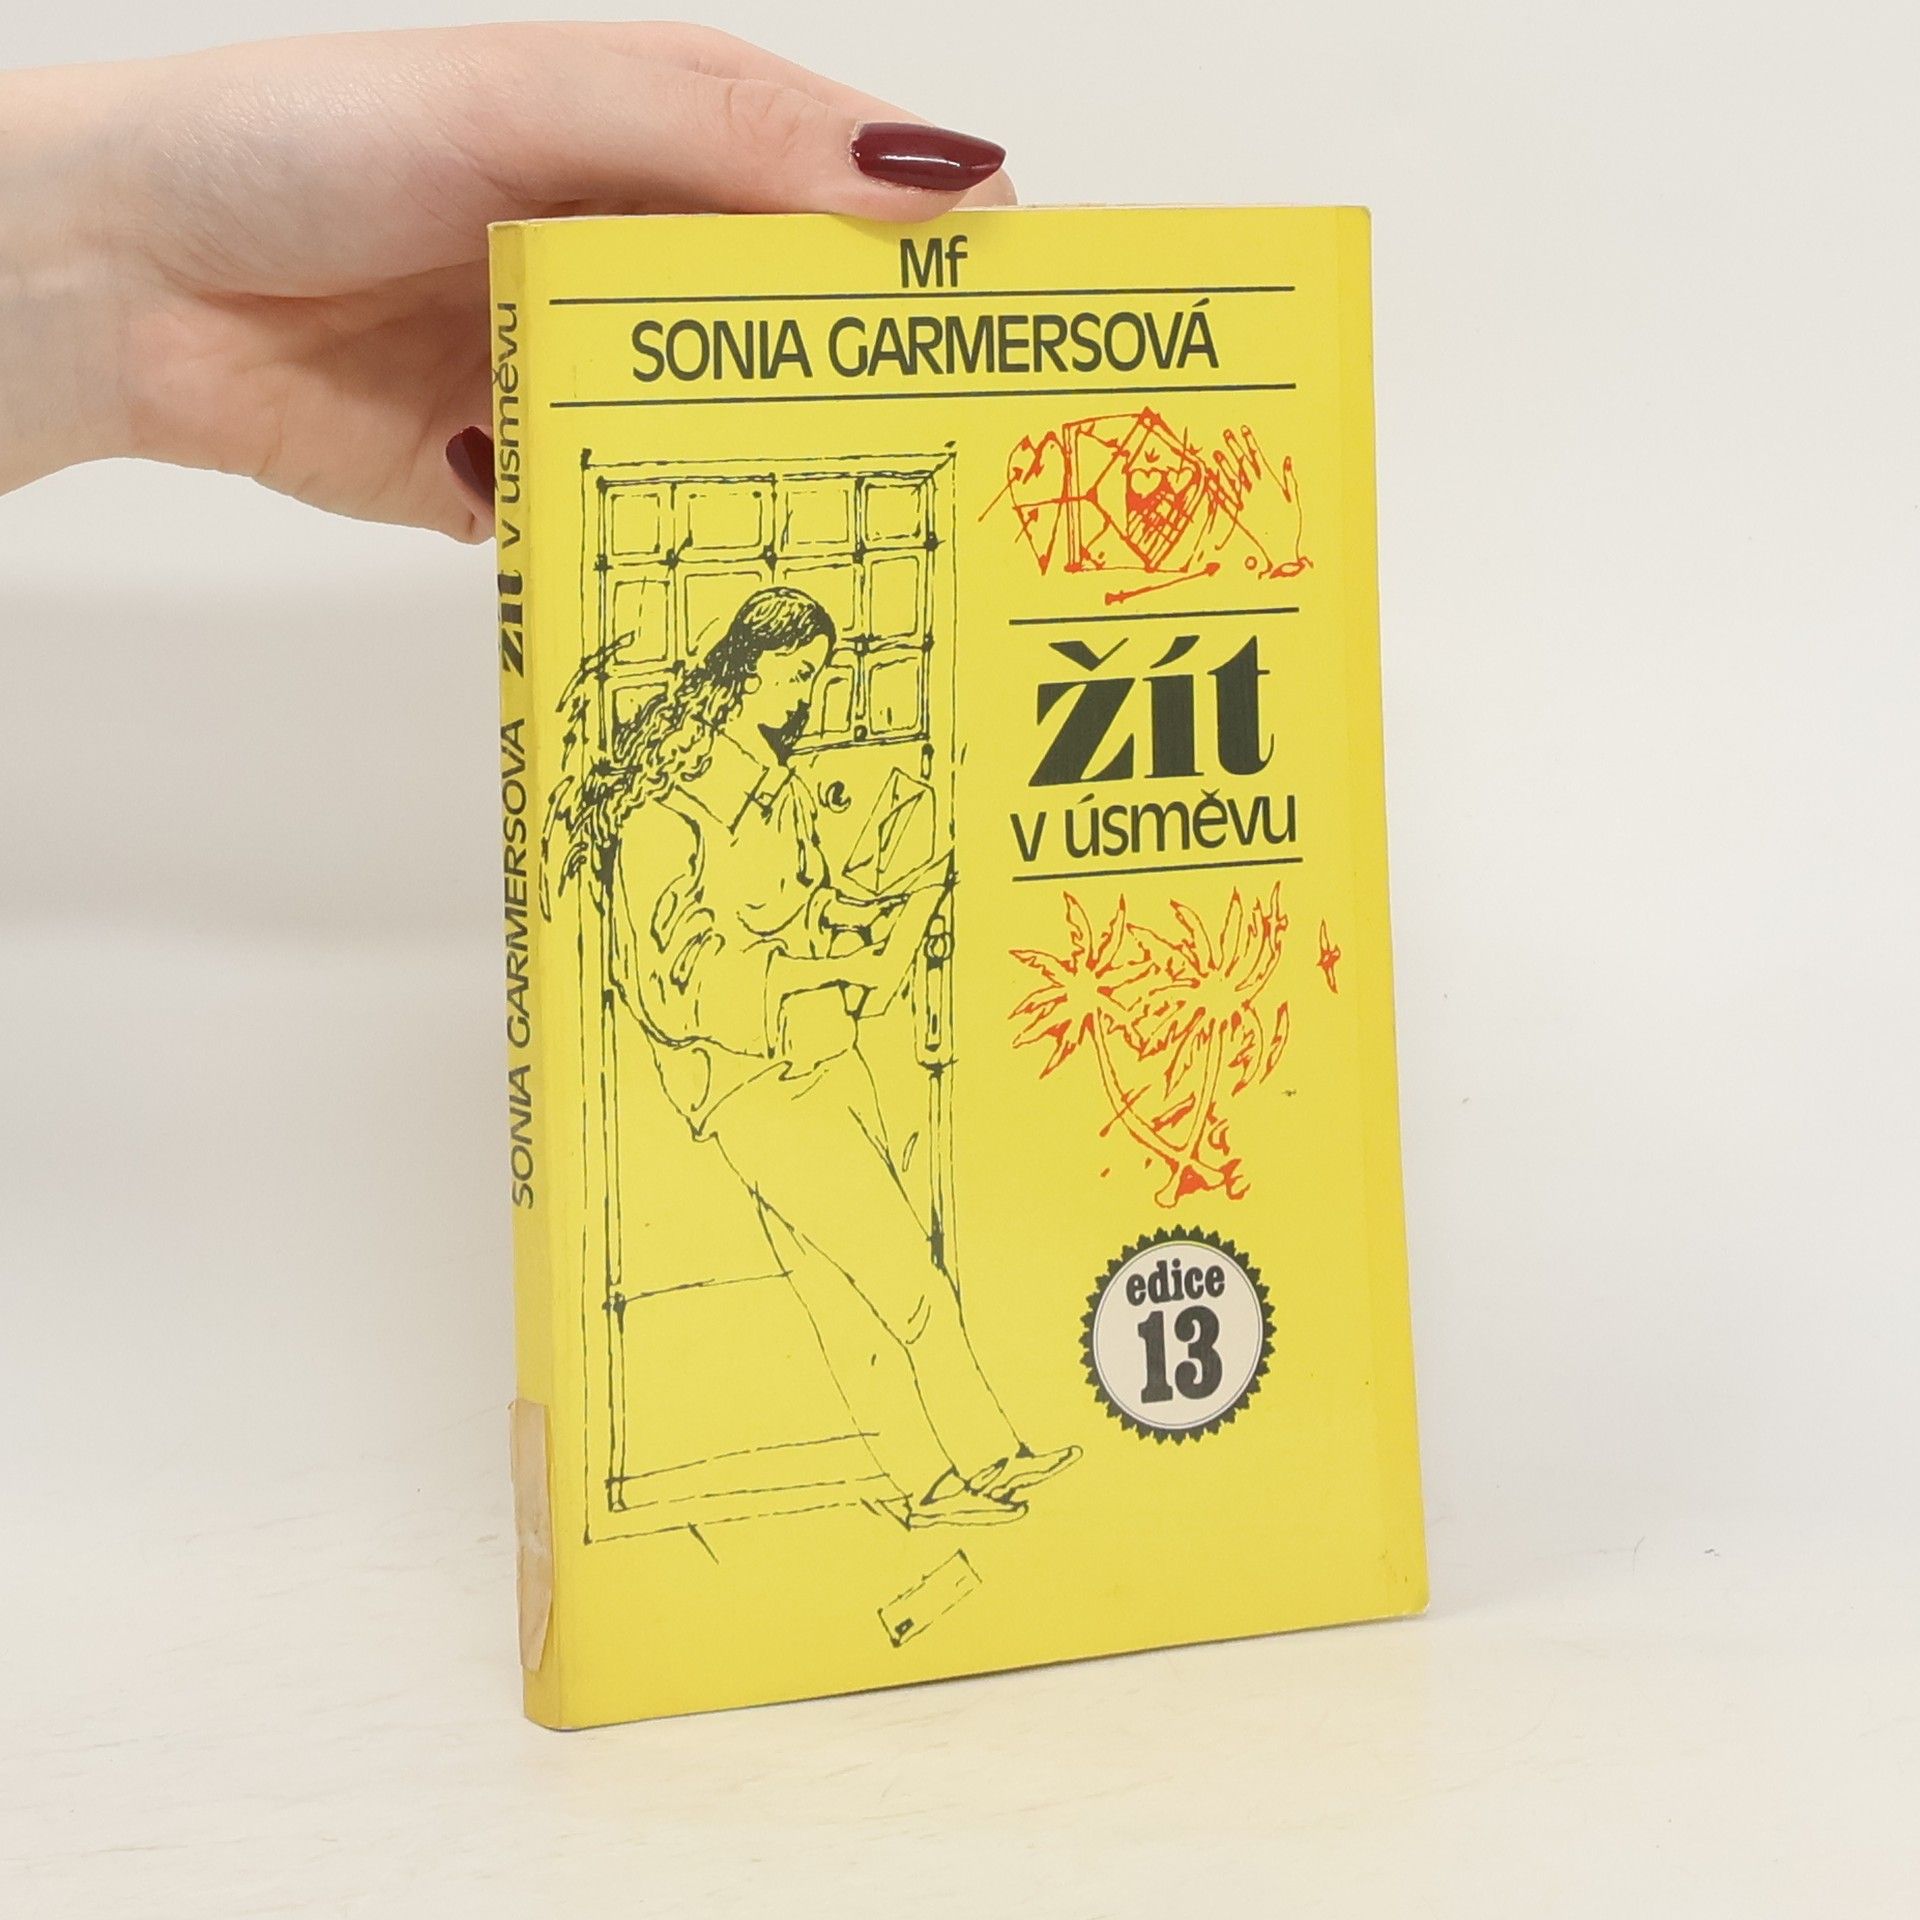 Mf
SONIA GARMERSOVÁ
žít
v úsměvu
edice
13
SONIA GARMERSOVÁ žít v úsměvu